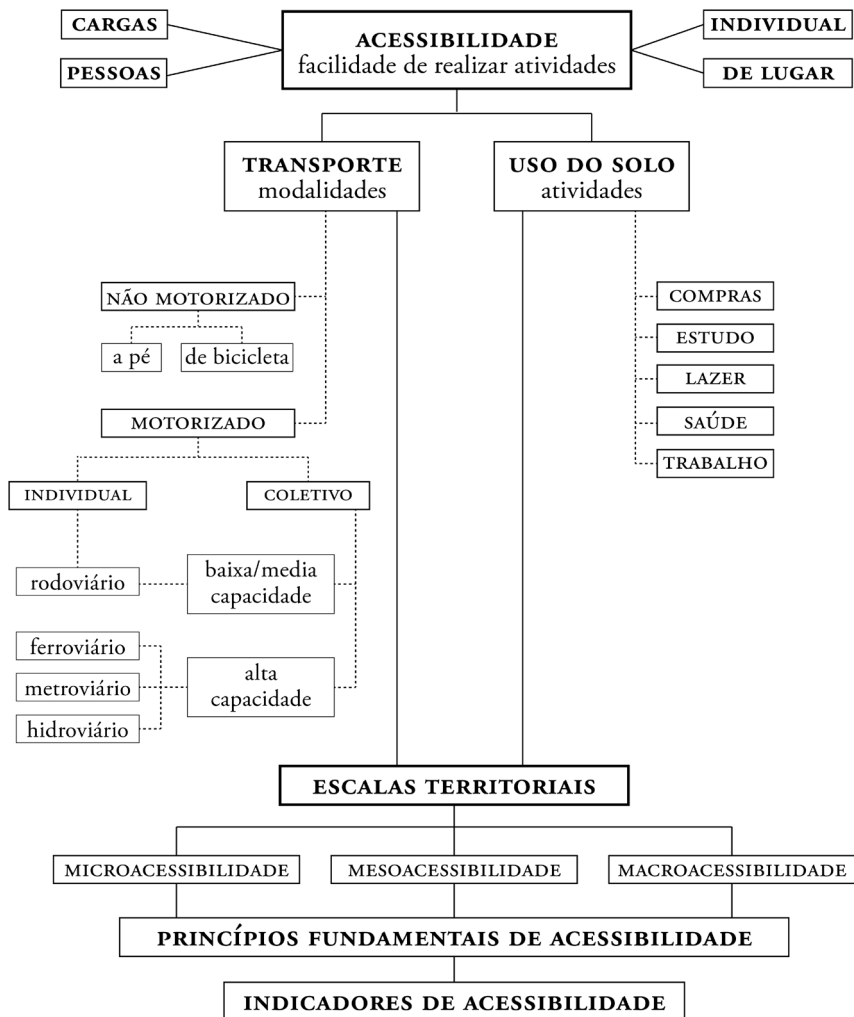 CARGAS
PESSOAS
ACESSIBILIDADE
facilidade de realizar atividades
INDIVIDUAL
DE LUGAR
TRANSPORTE
modalidades
USO DO SOLO
atividades
NÃO MOTORIZADO
a pé
de bicicleta
MOTORIZADO
INDIVIDUAL
COLETIVO
rodoviário
baixa/media
capacidade
ferroviário
metroviário
hidroviário
alta
capacidade
COMPRAS
ESTUDO
LAZER
SAÚDE
TRABALHO
ESCALAS TERRITORIAIS
MICROACESSIBILIDADE
MESOACESSIBILIDADE
MACROACESSIBILIDADE
PRINCÍPIOS FUNDAMENTAIS DE ACESSIBILIDADE
INDICADORES DE ACESSIBILIDADE